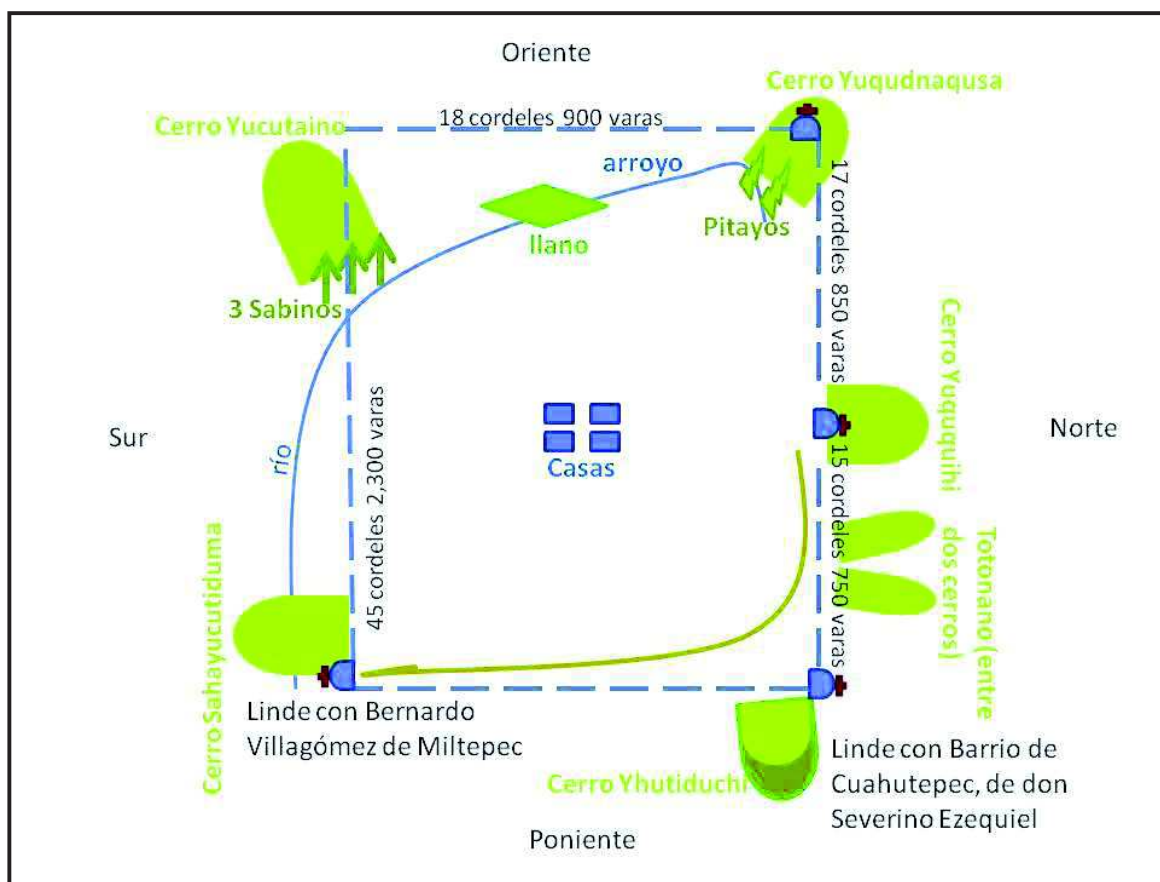 Oriente
Cerro Yuqudnaqusa
18 cordeles 900 varas
Cerro Yucutaino
arroyo
llano
Pitayos
17 cordeles 850 varas
3 Sabinos
Cerro Yuququihi
Sur
Norte
río
45 cordeles 2,300 varas
Casas
15 cordeles 750 varas
Totonano (entre
dos cerros)
Cerro Sahayucutiduma
Linde con Bernardo
Villagómez de Miltepec
Cerro Yhutiduchi
Linde con Barrio de
Cuahutepec, de don
Severino Ezequiel
Poniente